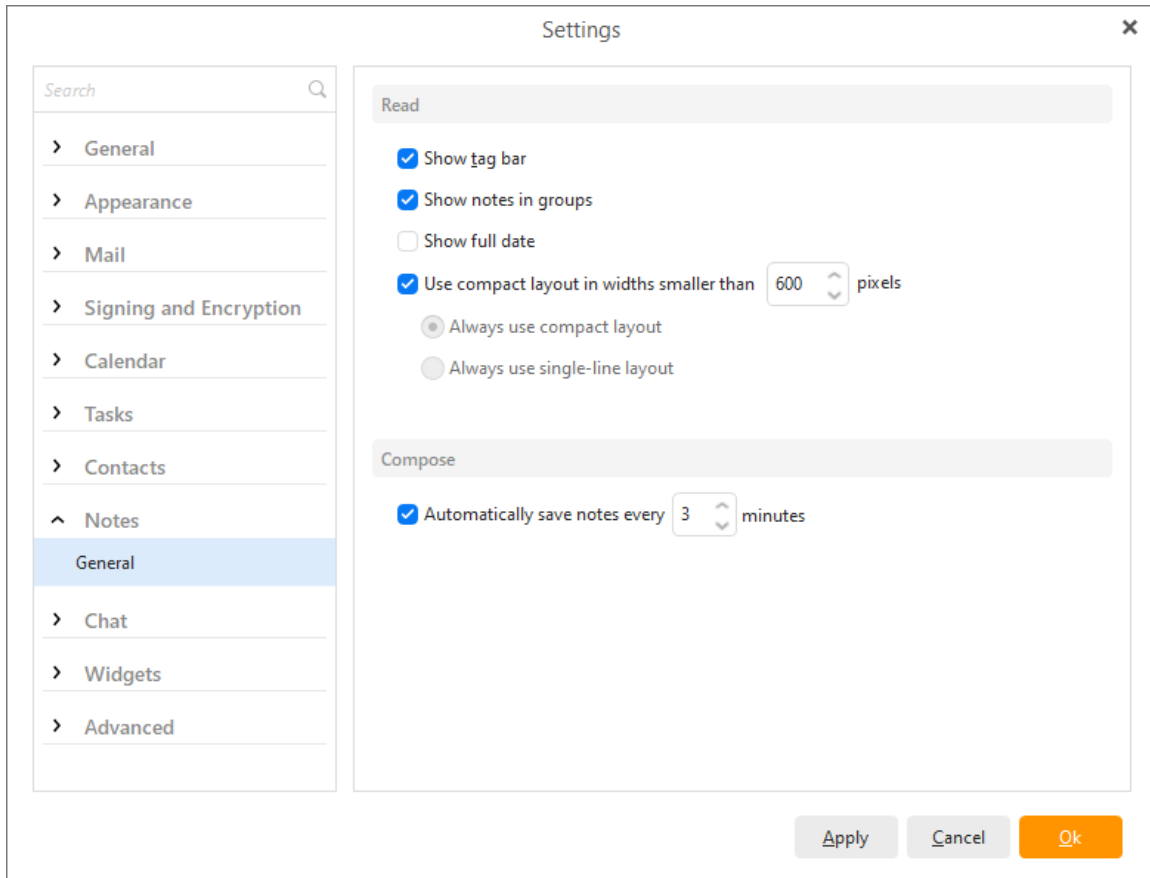 Settings
Search
General
Appearance
Mail
Signing and Encryption
Calendar
Tasks
Contacts
Notes
General
Chat
Widgets
Advanced
Read
Show tag bar
Show notes in groups
Show full date
Use compact layout in widths smaller than 600 pixels
Always use compact layout
Always use single-line layout
Compose
Automatically save notes every 3 minutes
Apply Cancel Ok